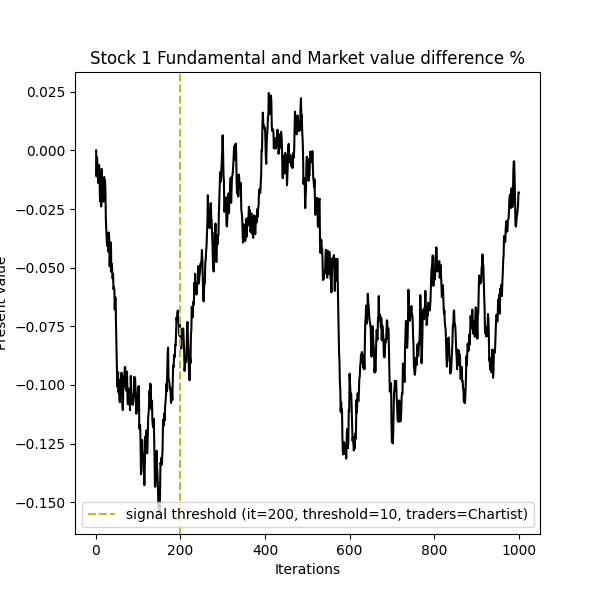 Stock 1 Fundamental and Market value difference %
0.025
0.000
−0.025
−0.050
−0.075
−0.100
−0.125
−0.150
Present value
signal threshold (it=200, threshold=10, traders=Chartist)
0 200 400 600 800 1000
Iterations